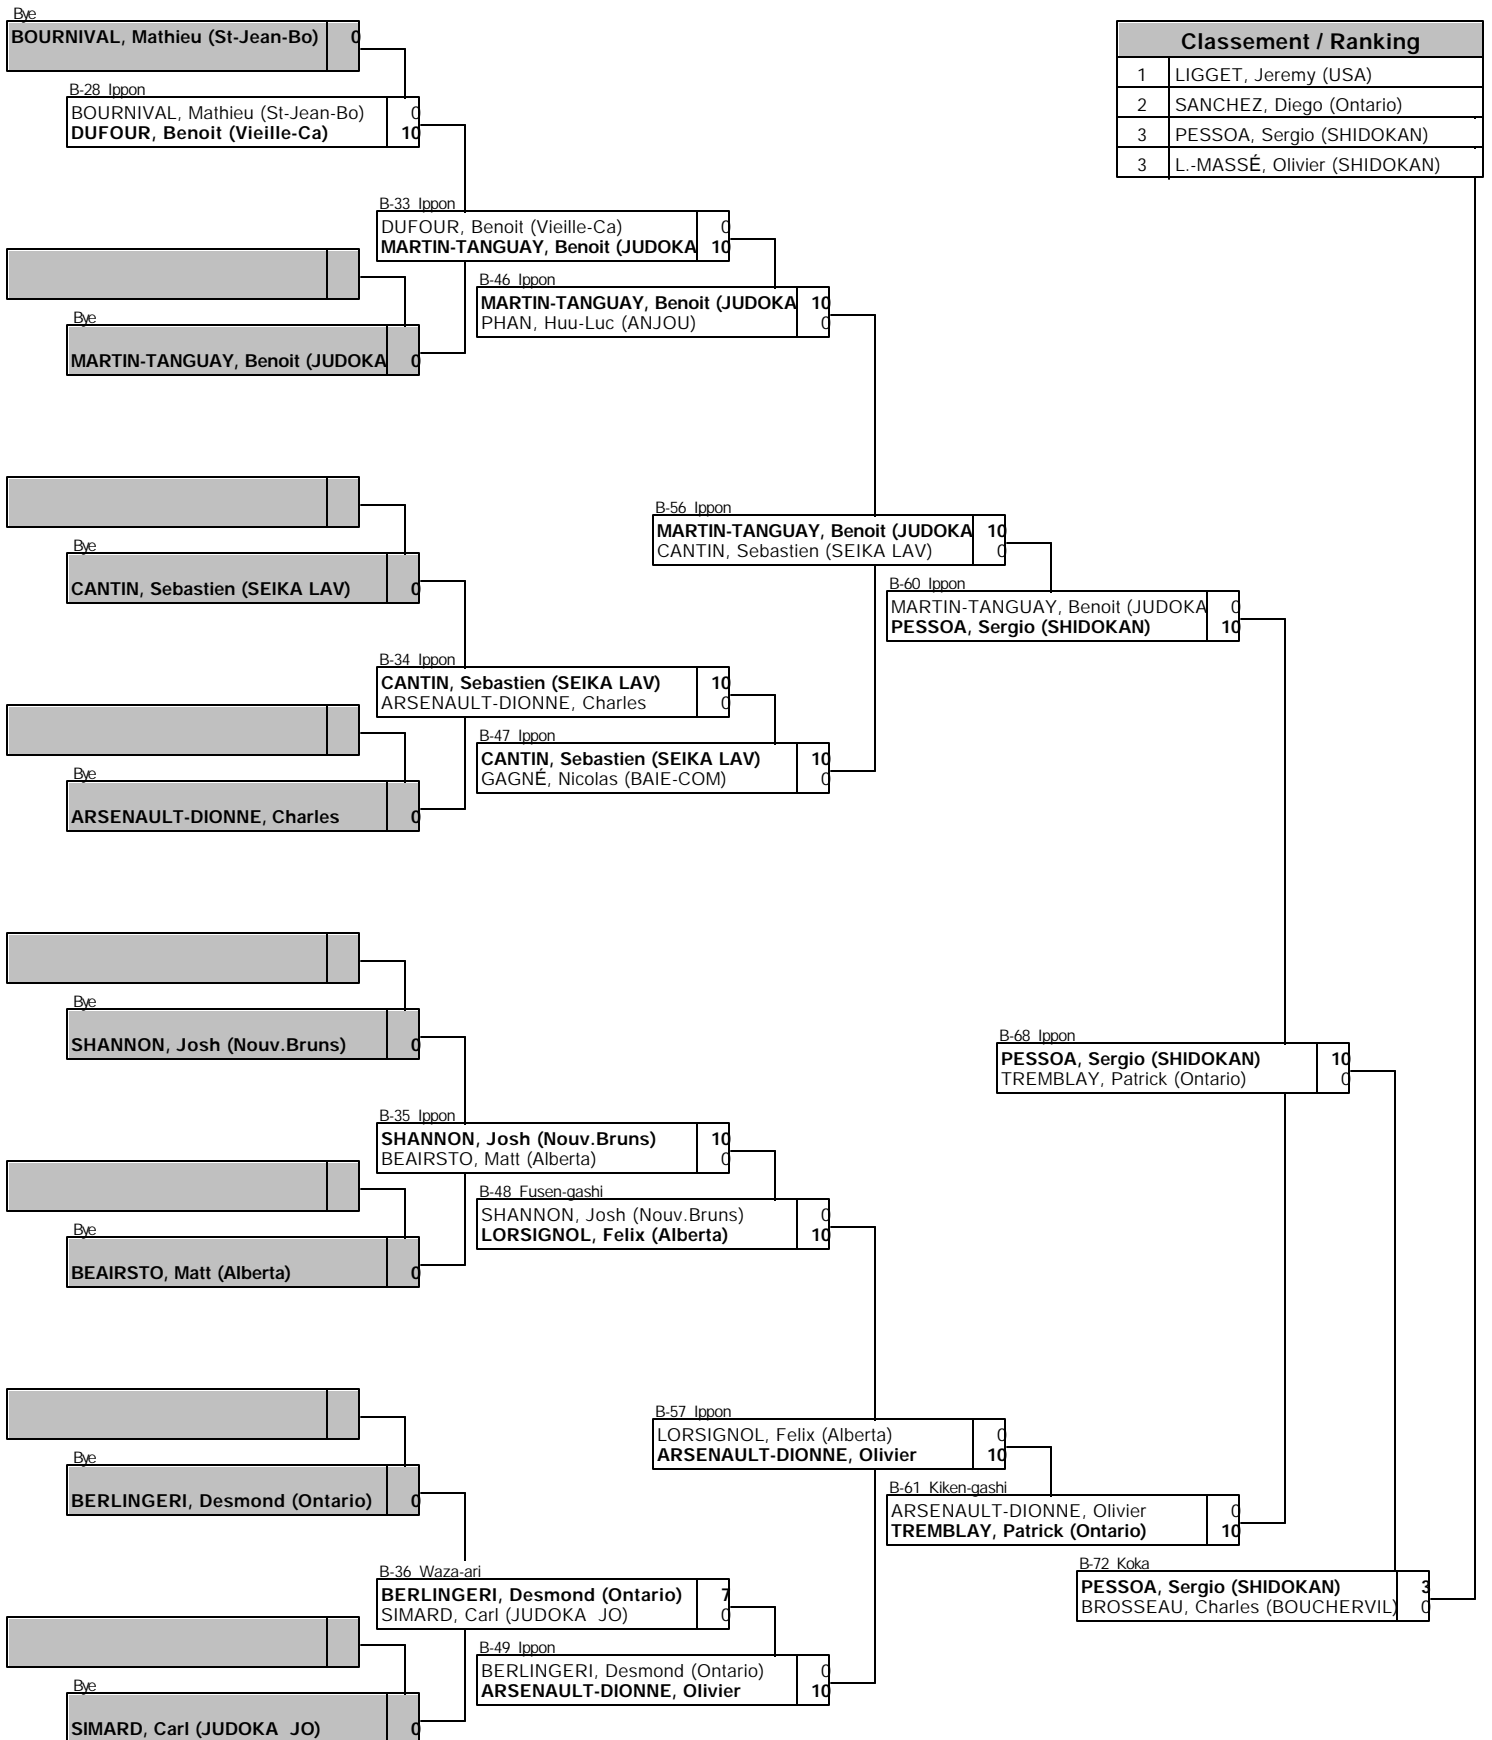 Bye
BOURNIVAL, Mathieu (St-Jean-Bo) 0
B-28 Ippon
BOURNIVAL, Mathieu (St-Jean-Bo) 0
DUFOUR, Benoit (Vieille-Ca) 10
Classement / Ranking
1 LIGGET, Jeremy (USA)
2 SANCHEZ, Diego (Ontario)
3 PESSOA, Sergio (SHIDOKAN)
3 L.-MASSÉ, Olivier (SHIDOKAN)
B-33 Ippon
DUFOUR, Benoit (Vieille-Ca) 0
MARTIN-TANGUAY, Benoit (JUDOKA 10
B-46 Ippon
MARTIN-TANGUAY, Benoit (JUDOKA 10
PHAN, Huu-Luc (ANJOU) 0
Bye
MARTIN-TANGUAY, Benoit (JUDOKA 0
B-56 Ippon
MARTIN-TANGUAY, Benoit (JUDOKA 10
CANTIN, Sebastien (SEIKA LAV) 0
Bye
CANTIN, Sebastien (SEIKA LAV) 0
B-60 Ippon
MARTIN-TANGUAY, Benoit (JUDOKA 0
PESSOA, Sergio (SHIDOKAN) 10
B-34 Ippon
CANTIN, Sebastien (SEIKA LAV) 10
ARSENAULT-DIONNE, Charles 0
B-47 Ippon
CANTIN, Sebastien (SEIKA LAV) 10
GAGNÉ, Nicolas (BAIE-COM) 0
Bye
ARSENAULT-DIONNE, Charles 0
Bye
SHANNON, Josh (Nouv.Bruns) 0
B-68 Ippon
PESSOA, Sergio (SHIDOKAN) 10
TREMBLAY, Patrick (Ontario) 0
B-35 Ippon
SHANNON, Josh (Nouv.Bruns) 10
BEAIRSTO, Matt (Alberta) 0
B-48 Fusen-gashi
SHANNON, Josh (Nouv.Bruns) 0
LORSIGNOL, Felix (Alberta) 10
Bye
BEAIRSTO, Matt (Alberta) 0
B-57 Ippon
LORSIGNOL, Felix (Alberta) 0
ARSENAULT-DIONNE, Olivier 10
Bye
BERLINGERI, Desmond (Ontario) 0
B-61 Kiken-gashi
ARSENAULT-DIONNE, Olivier 0
TREMBLAY, Patrick (Ontario) 10
B-72 Koka
PESSOA, Sergio (SHIDOKAN) 3
BROSSEAU, Charles (BOUCHERVIL) 0
B-36 Waza-ari
BERLINGERI, Desmond (Ontario) 7
SIMARD, Carl (JUDOKA JO) 0
B-49 Ippon
BERLINGERI, Desmond (Ontario) 0
ARSENAULT-DIONNE, Olivier 10
Bye
SIMARD, Carl (JUDOKA JO) 0